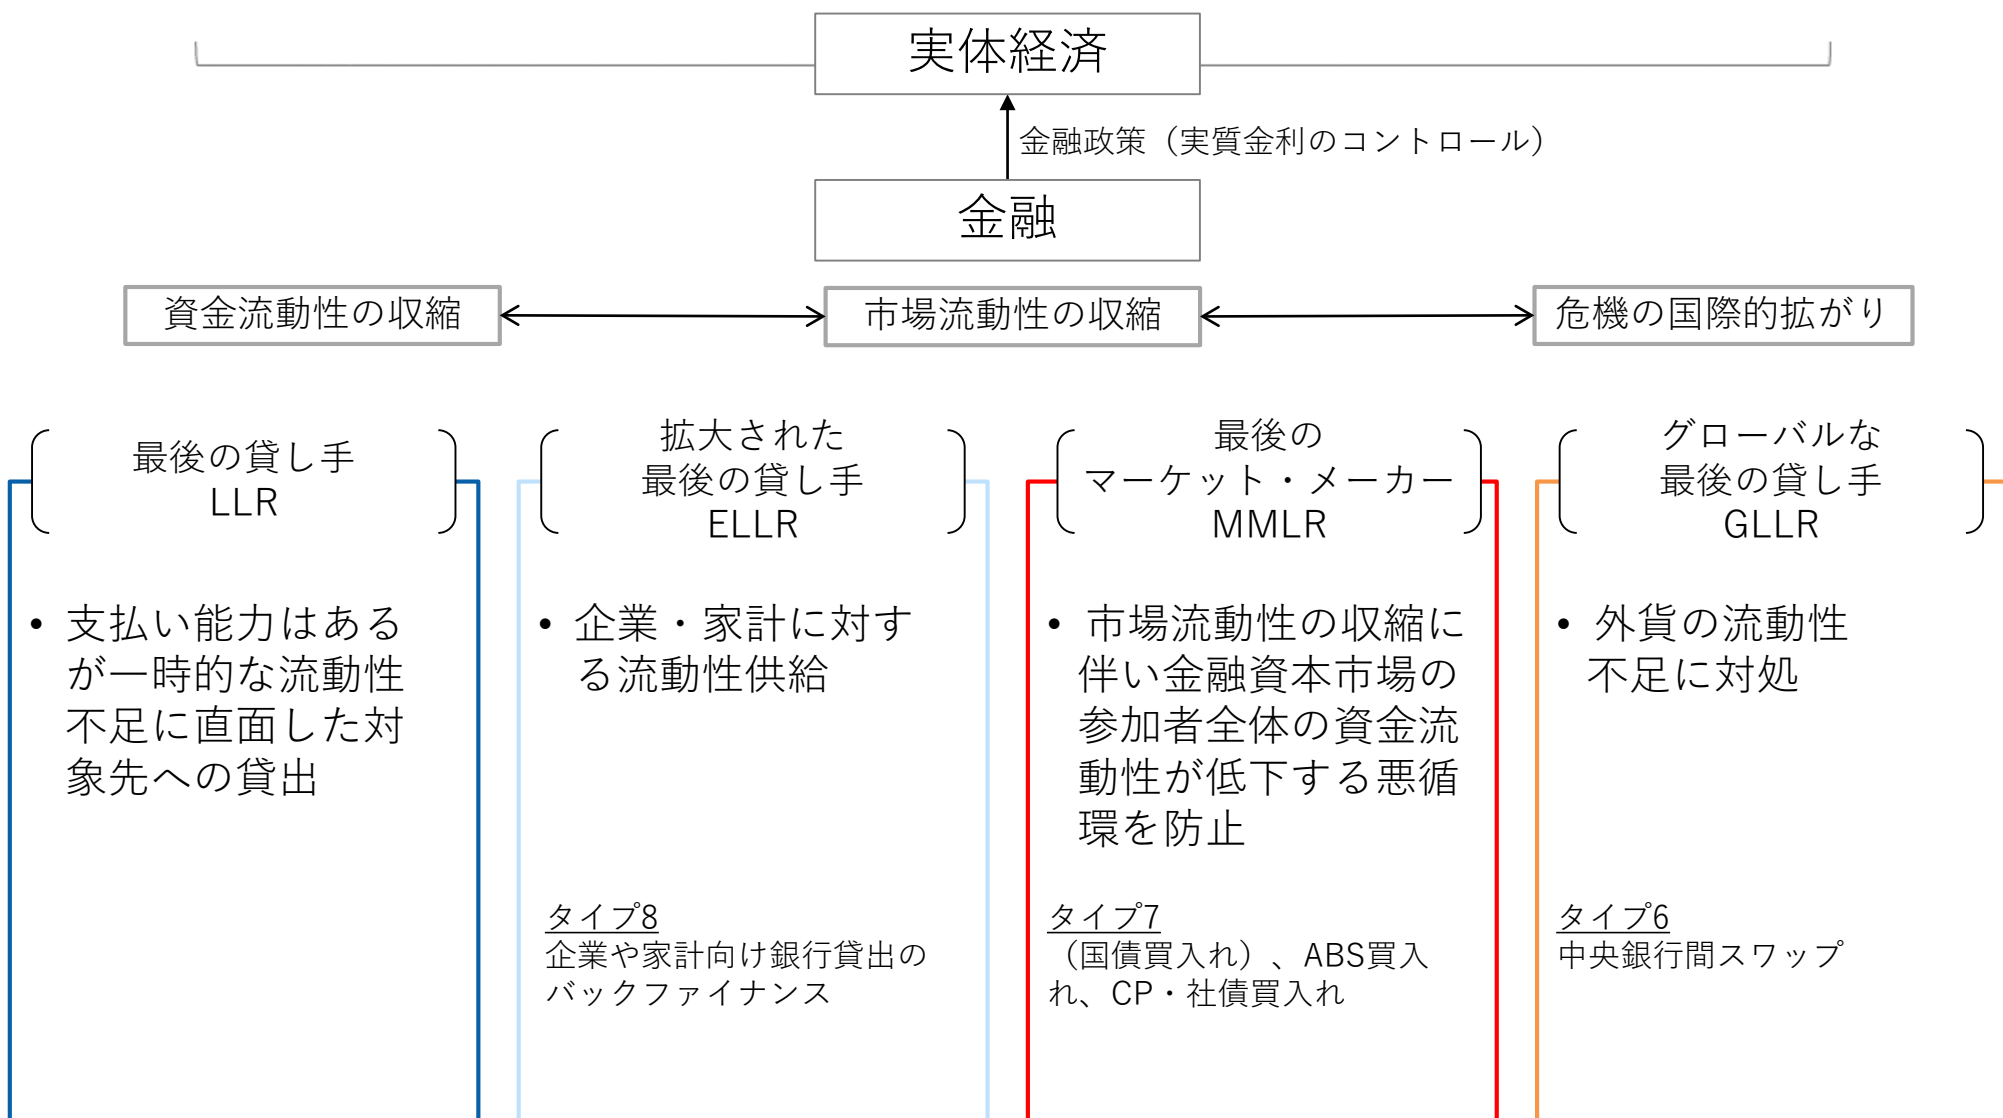 実体経済
金融政策（実質金利のコントロール）
金融
資金流動性の収縮
市場流動性の収縮
危機の国際的拡がり
最後の貸し手
LLR
拡大された
最後の貸し手
ELLR
最後の
マーケット・メーカー
MMLR
グローバルな
最後の貸し手
GLLR
• 支払い能力はある
が一時的な流動性
不足に直面した対
象先への貸出
• 企業・家計に対す
る流動性供給
• 市場流動性の収縮に
伴い金融資本市場の
参加者全体の資金流
動性が低下する悪循
環を防止
• 外貨の流動性
不足に対処
タイプ8
企業や家計向け銀行貸出の
バックファイナンス
タイプ7
（国債買入れ）、ABS買入
れ、CP・社債買入れ
タイプ6
中央銀行間スワップ